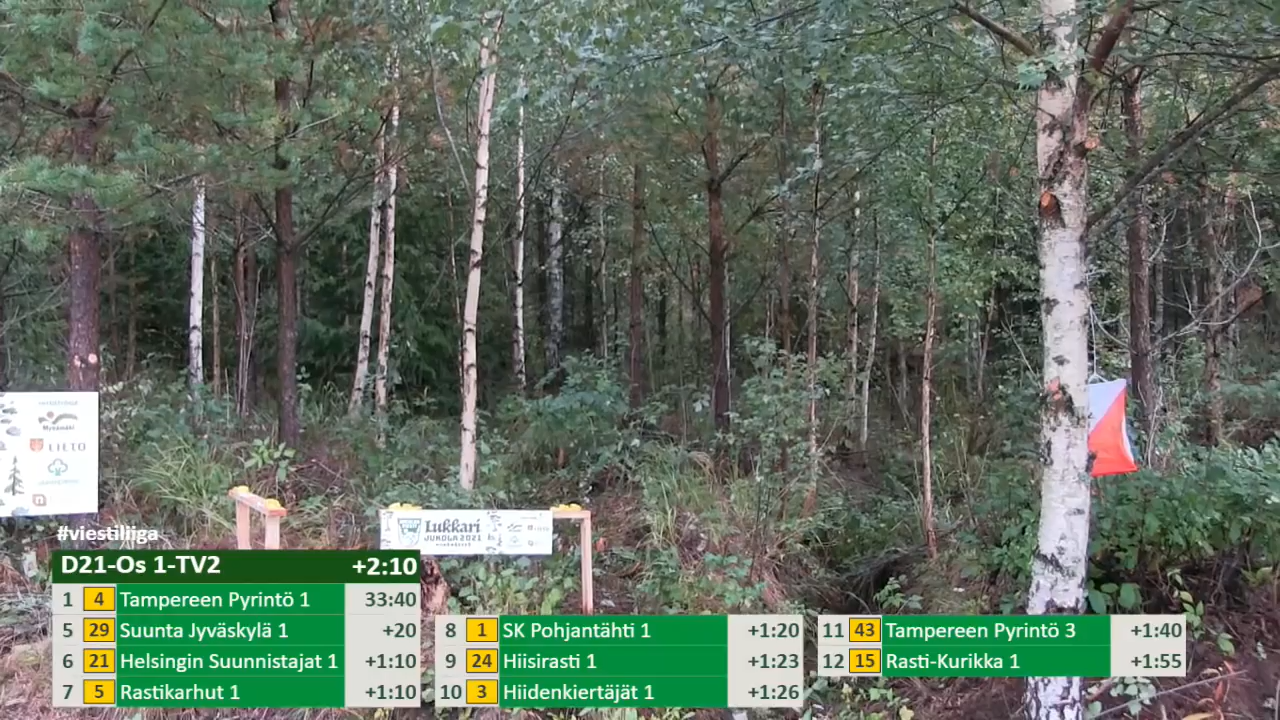 LIETO
Lukkari
JUKOLA 2021
#viestiliiga
D21-Os 1-TV2 +2:10
1 4 Tampereen Pyrintö 1 33:40
5 29 Suunta Jyväskylä 1 +20
6 21 Helsingin Suunnistajat 1 +1:10
7 5 Rastikarhut 1 +1:10
8 1 SK Pohjantähti 1 +1:20
9 24 Hiisirasti 1 +1:23
10 3 Hiidenkiertäjät 1 +1:26
11 43 Tampereen Pyrintö 3 +1:40
12 15 Rasti-Kurikka 1 +1:55